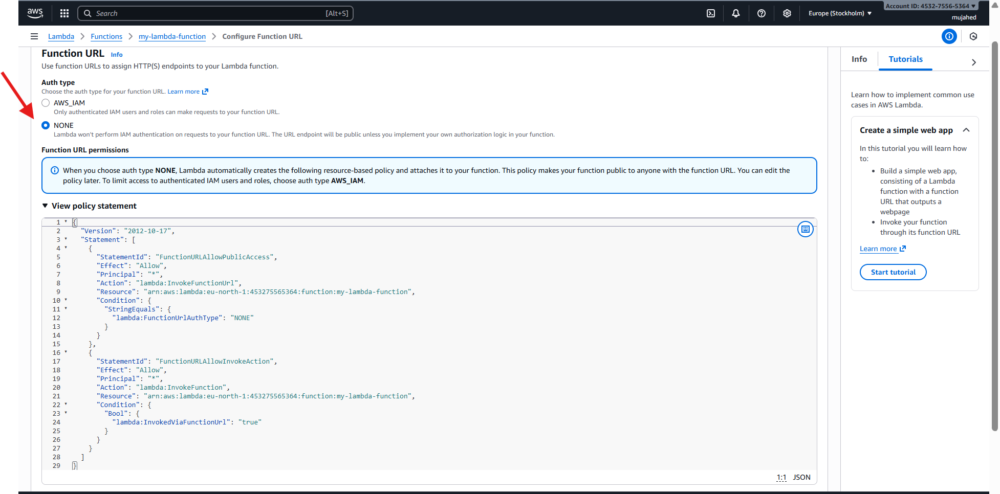 aws
Search
[Alt+S]
Europe (Stockholm)
Account ID: 4532-7556-5364
mujahed
Lambda
Functions
my-lambda-function
Configure Function URL
Function URL Info
Use function URLs to assign HTTP(S) endpoints to your Lambda function.
Auth type
Choose the auth type for your function URL. Learn more
AWS_IAM
Only authenticated IAM users and roles can make requests to your function URL.
NONE
Lambda won't perform IAM authentication on requests to your function URL. The URL endpoint will be public unless you implement your own authorization logic in your function.
Function URL permissions
When you choose auth type NONE, Lambda automatically creates the following resource-based policy and attaches it to your function. This policy makes your function public to anyone with the function URL. You can edit the
policy later. To limit access to authenticated IAM users and roles, choose auth type AWS_IAM.
View policy statement
1 {
2 "Version": "2012-10-17",
3 "Statement": [
4 {
5 "StatementId": "FunctionURLAllowPublicAccess",
6 "Effect": "Allow",
7 "Principal": "*",
8 "Action": "lambda:InvokeFunctionUrl",
9 "Resource": "arn:aws:lambda:eu-north-1:453275565364:function:my-lambda-function",
10 "Condition": {
11 "StringEquals": {
12 "lambda:FunctionUrlAuthType": "NONE"
13 }
14 }
15 },
16 {
17 "StatementId": "FunctionURLAllowInvokeAction",
18 "Effect": "Allow",
19 "Principal": "*",
20 "Action": "lambda:InvokeFunction",
21 "Resource": "arn:aws:lambda:eu-north-1:453275565364:function:my-lambda-function",
22 "Condition": {
23 "Bool": {
24 "lambda:InvokedViaFunctionUrl": "true"
25 }
26 }
27 }
28 ]
29 }
1:1 JSON
Info
Tutorials
Learn how to implement common use
cases in AWS Lambda.
Create a simple web app
In this tutorial you will learn how
to:
• Build a simple web app,
consisting of a Lambda
function with a function
URL that outputs a
webpage
• Invoke your function
through its function URL
Learn more
Start tutorial